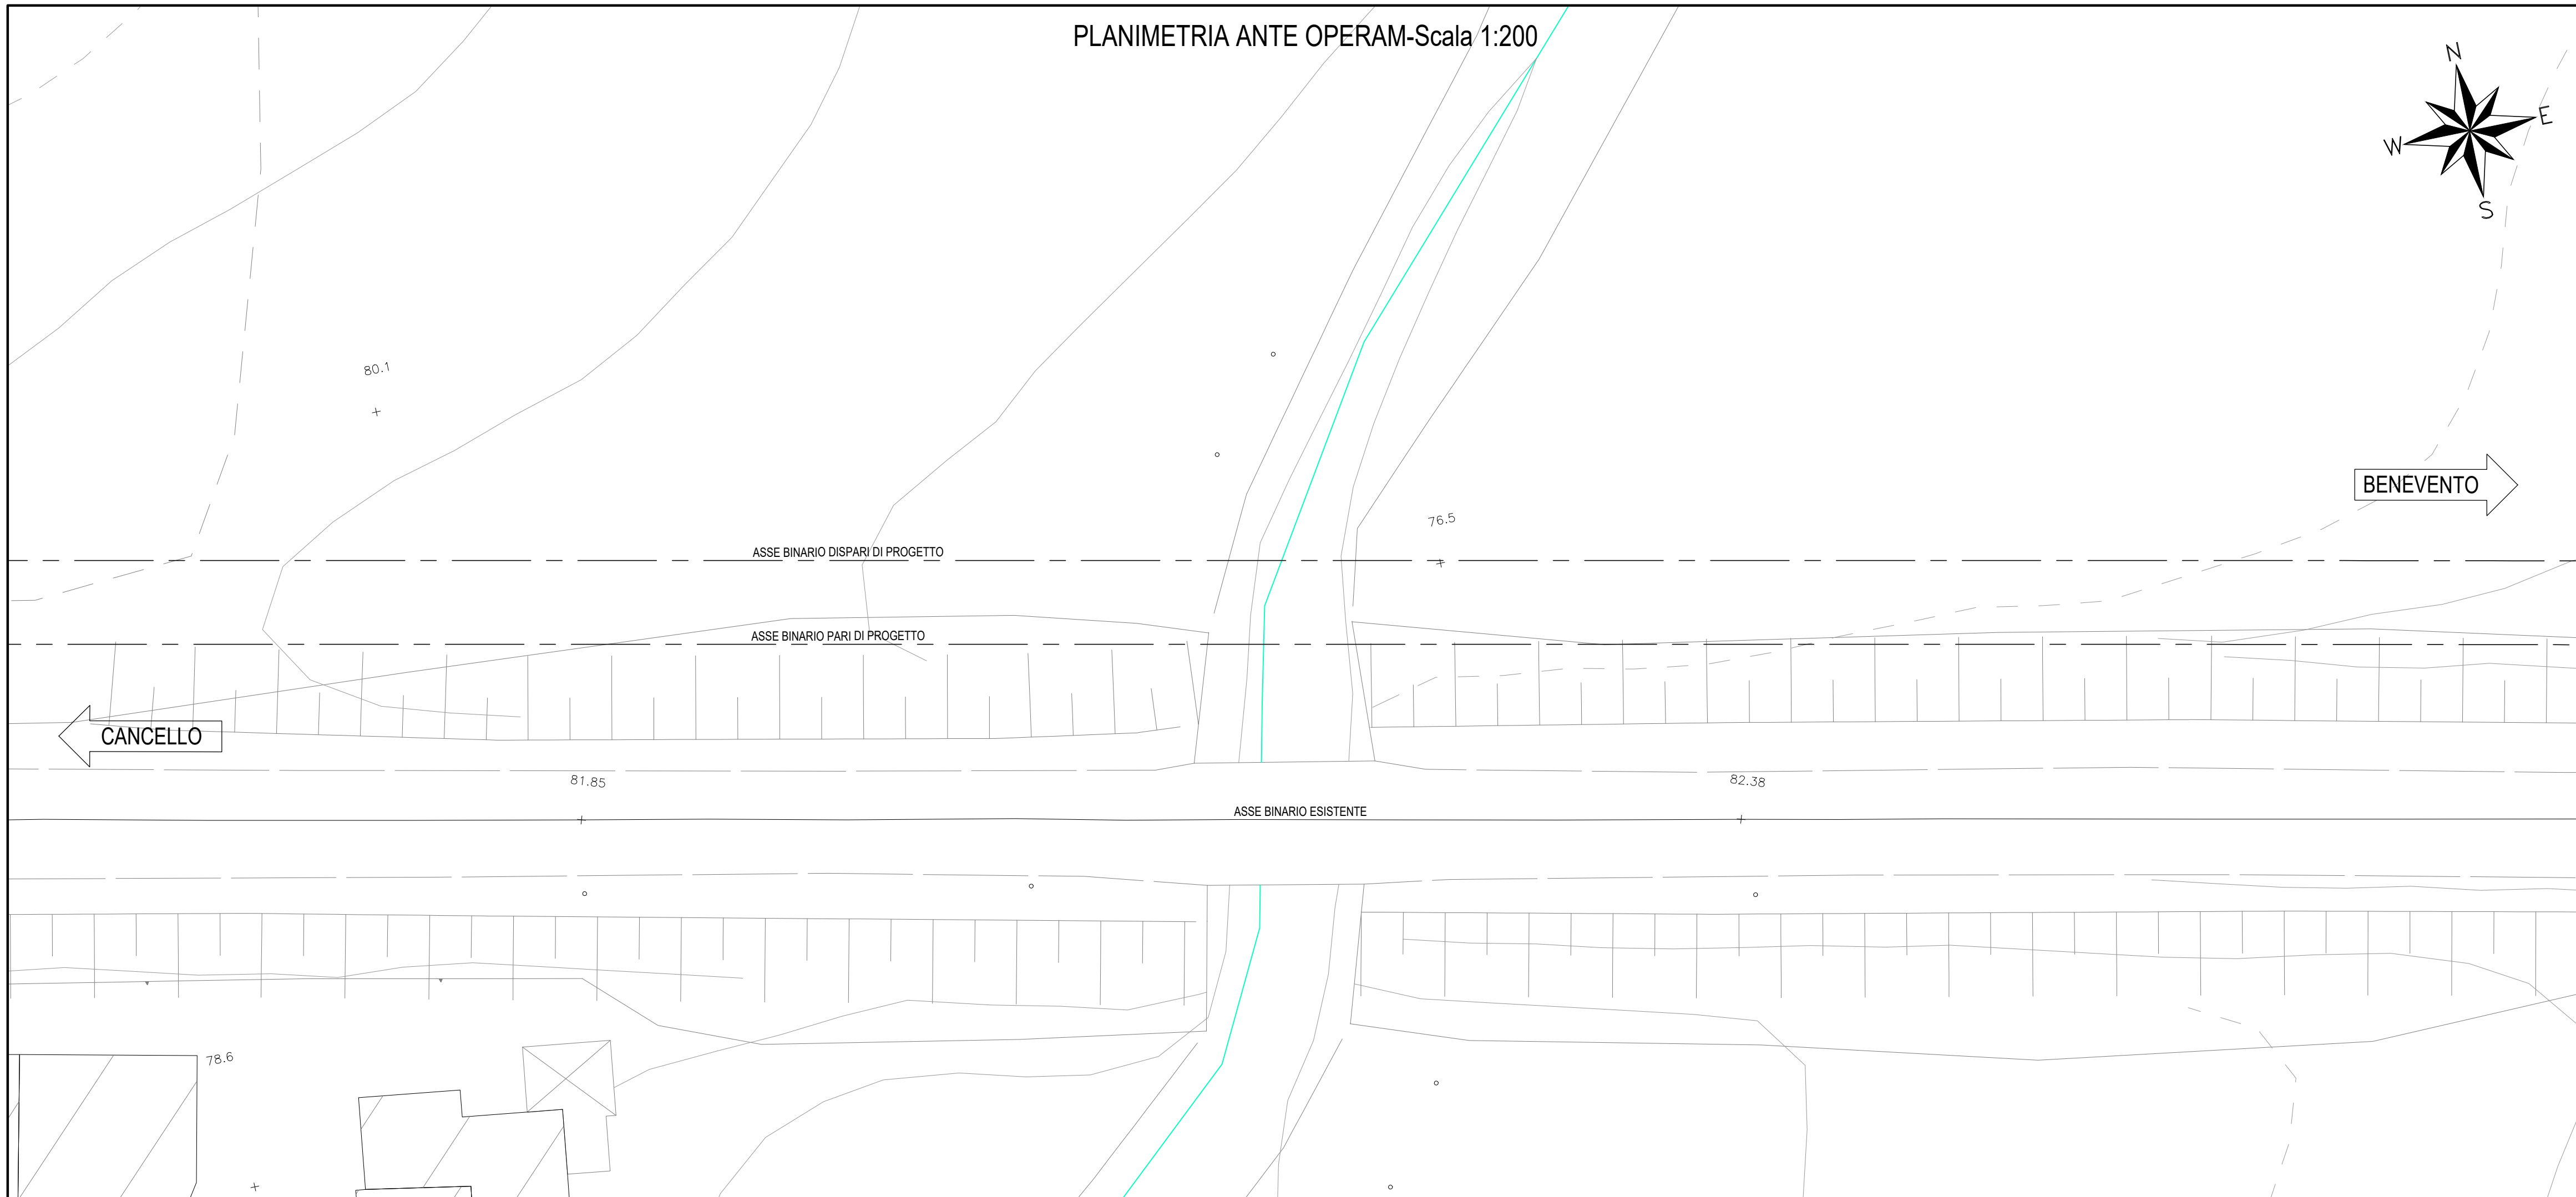 PLANIMETRIA ANTE OPERAM-Scala 1:200
N
E
W
S
80.1
BENEVENTO
76.5
ASSE BINARIO DISPARI DI PROGETTO
ASSE BINARIO PARI DI PROGETTO
CANCELLO
81.85
82.38
ASSE BINARIO ESISTENTE
78.6